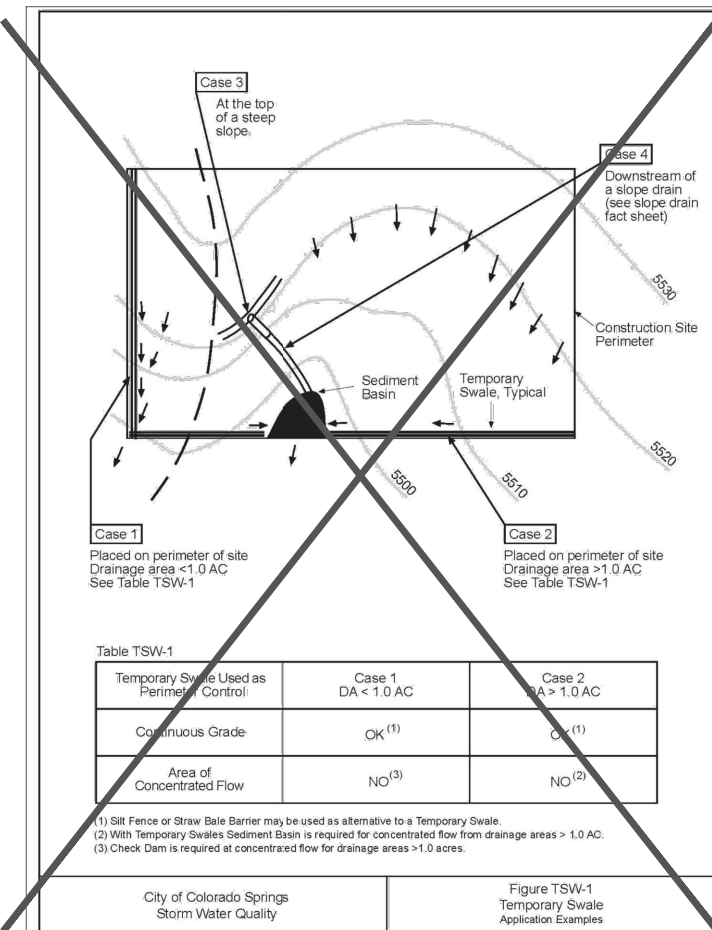 Case 3
At the top
of a steep
slope.
Case 4
Downstream of
a slope drain
(see slope drain
fact sheet)
5530
Construction Site
Perimeter
Sediment
Basin
Temporary
Swale, Typical
5520
5510
5500
Case 1
Placed on perimeter of site
Drainage area <1.0 AC
See Table TSW-1
Case 2
Placed on perimeter of site
Drainage area >1.0 AC
See Table TSW-1
Table TSW-1
Temporary Swale Used as
Perimeter Control
Case 1
DA < 1.0 AC
Case 2
DA > 1.0 AC
Continuous Grade
OK (1)
OK (1)
Area of
Concentrated Flow
NO (3)
NO (2)
(1) Silt Fence or Straw Bale Barrier may be used as alternative to a Temporary Swale.
(2) With Temporary Swales Sediment Basin is required for concentrated flow from drainage areas > 1.0 AC.
(3) Check Dam is required at concentrated flow for drainage areas >1.0 acres.
City of Colorado Springs
Storm Water Quality
Figure TSW-1
Temporary Swale
Application Examples